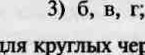 3) б, в, г;
для круглых чер